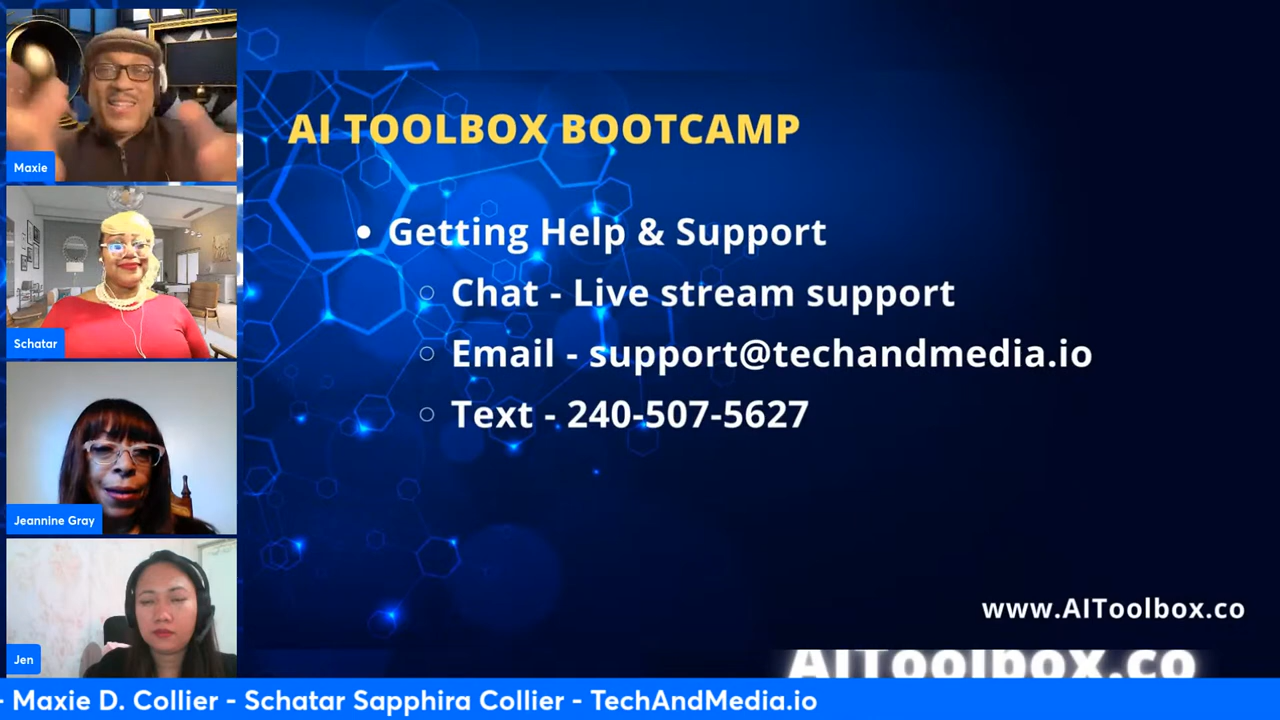 Maxie
Schatar
Jeannine Gray
Jen
AI TOOLBOX BOOTCAMP
• Getting Help & Support
○ Chat - Live stream support
○ Email - support@techandmedia.io
○ Text - 240-507-5627
www.AIToolbox.co
AIToolbox.co
- Maxie D. Collier - Schatar Sapphira Collier - TechAndMedia.io